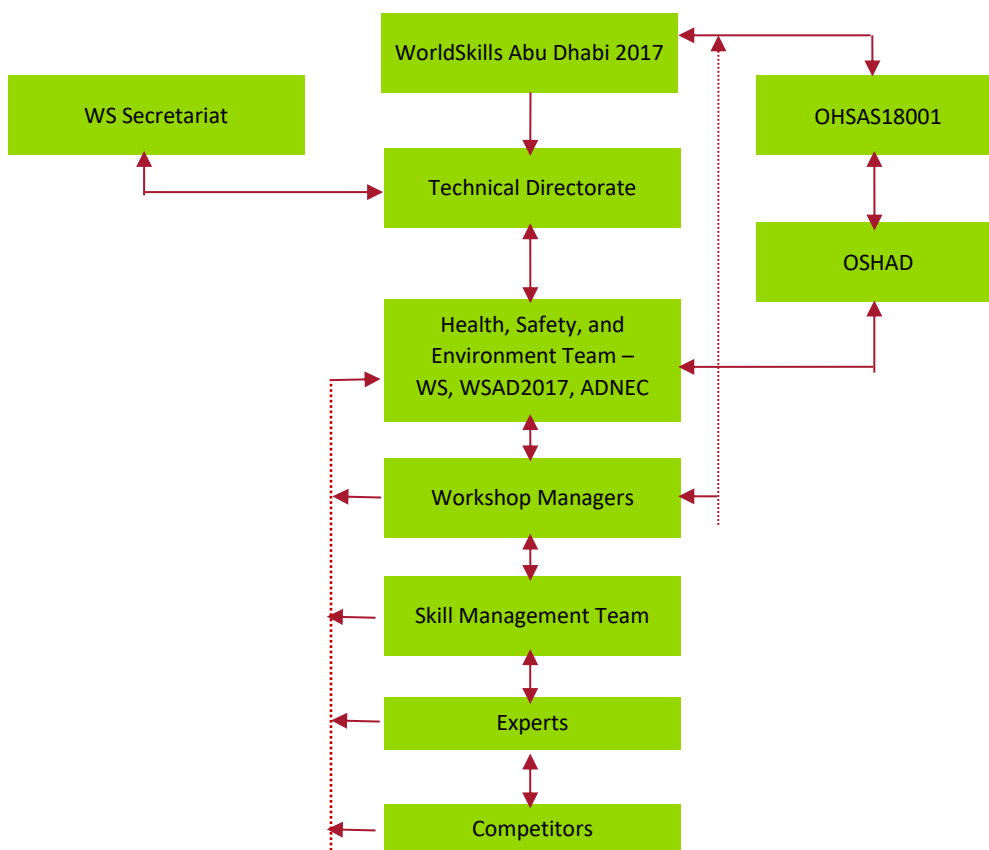 WorldSkills Abu Dhabi 2017
WS Secretariat
OHSAS18001
Technical Directorate
OSHAD
Health, Safety, and
Environment Team –
WS, WSAD2017, ADNEC
Workshop Managers
Skill Management Team
Experts
Competitors